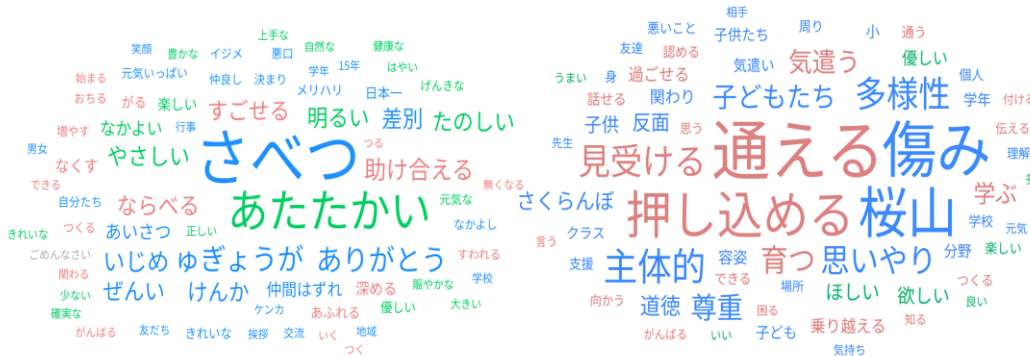 上手な
笑顔 豊かな イジメ 悪口 自然な 健康な
始まる 元気いっぱい 仲良し 決まり 学年 15年 はやい
おちる がる 楽しい すごせる メリハリ 日本一 げんきな
増やす なかよい 行事 明るい 差別 たのしい
男女 やさしい さべつ つる
なくす 助け合える
できる 無くなる
自分たち ならべる あたたかい 元気な
きれいな つくる あいさつ 正しい なかよし
ごめんなさい いじめ ゆぎょうが ありがとう すわれる
関わる 学校
少ない ぜんい けんか 仲間はずれ 深める 賑やかな
確実な ケンカ あふれる 優しい 大きい
がんばる 友だち きれいな 挨拶 交流 いく 地域
つく
相手
悪いこと 子供たち 周り 小 通う
友達 認める 気遣い 気遣う 優しい
うまい 身 過ごせる 個人
話せる 関わり 子どもたち 多様性 学年 付ける
子供 反面 思う 伝える
先生 見受ける 通える 傷み 理解
学ぶ
さくらんぼ 押し込める 桜山 学校 元気
言う クラス
支援 主体的 容姿 育つ 思いやり 分野 楽しい
できる
場所 つくる
向かう 道徳 尊重 困る ほしい 欲しい 良い
がんばる いい 子ども 乗り越える 知る
気持ち